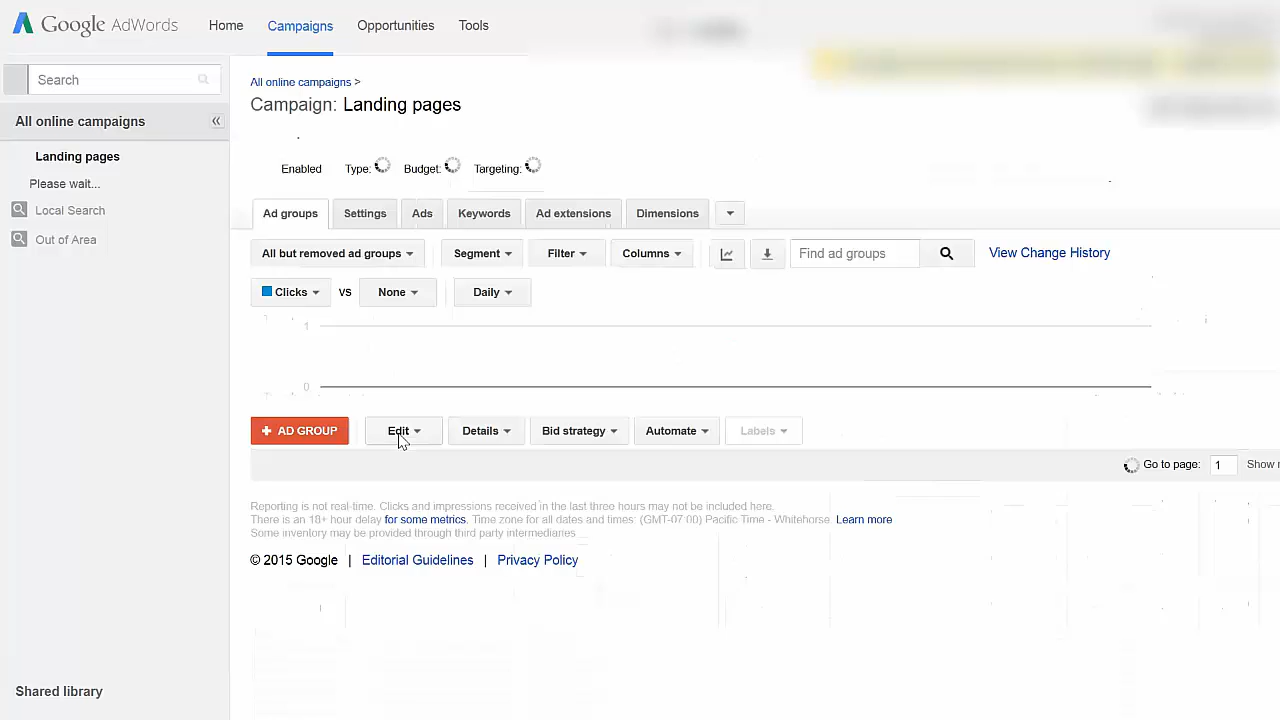 Google AdWords Home Campaigns Opportunities Tools
Search
All online campaigns «
Landing pages
Please wait...
Local Search
Out of Area
Shared library
All online campaigns >
Campaign: Landing pages
Enabled Type: Budget: Targeting:
Ad groups Settings Ads Keywords Ad extensions Dimensions
All but removed ad groups Segment Filter Columns Find ad groups View Change History
Clicks VS None Daily
1
0
+ AD GROUP Edit Details Bid strategy Automate Labels
Go to page: 1 Show
Reporting is not real-time. Clicks and impressions received in the last three hours may not be included here.
There is an 18+ hour delay for some metrics. Time zone for all dates and times: (GMT-07:00) Pacific Time - Whitehorse. Learn more
Some inventory may be provided through third party intermediaries
© 2015 Google | Editorial Guidelines | Privacy Policy